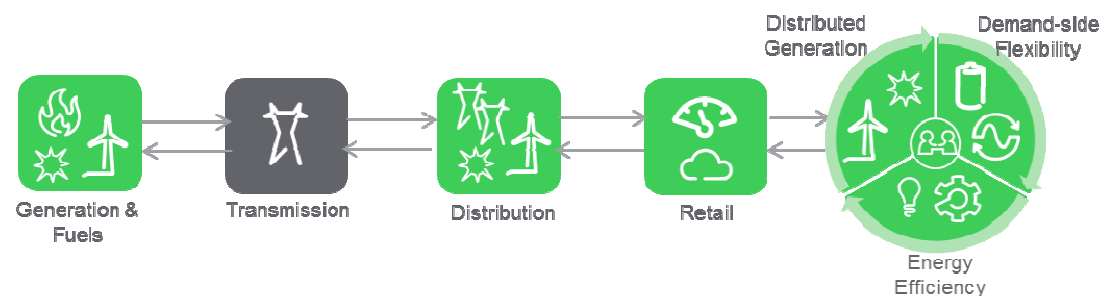 Distributed
Generation
Demand-side
Flexibility
Generation &
Fuels
Transmission
Distribution
Retail
Energy
Efficiency